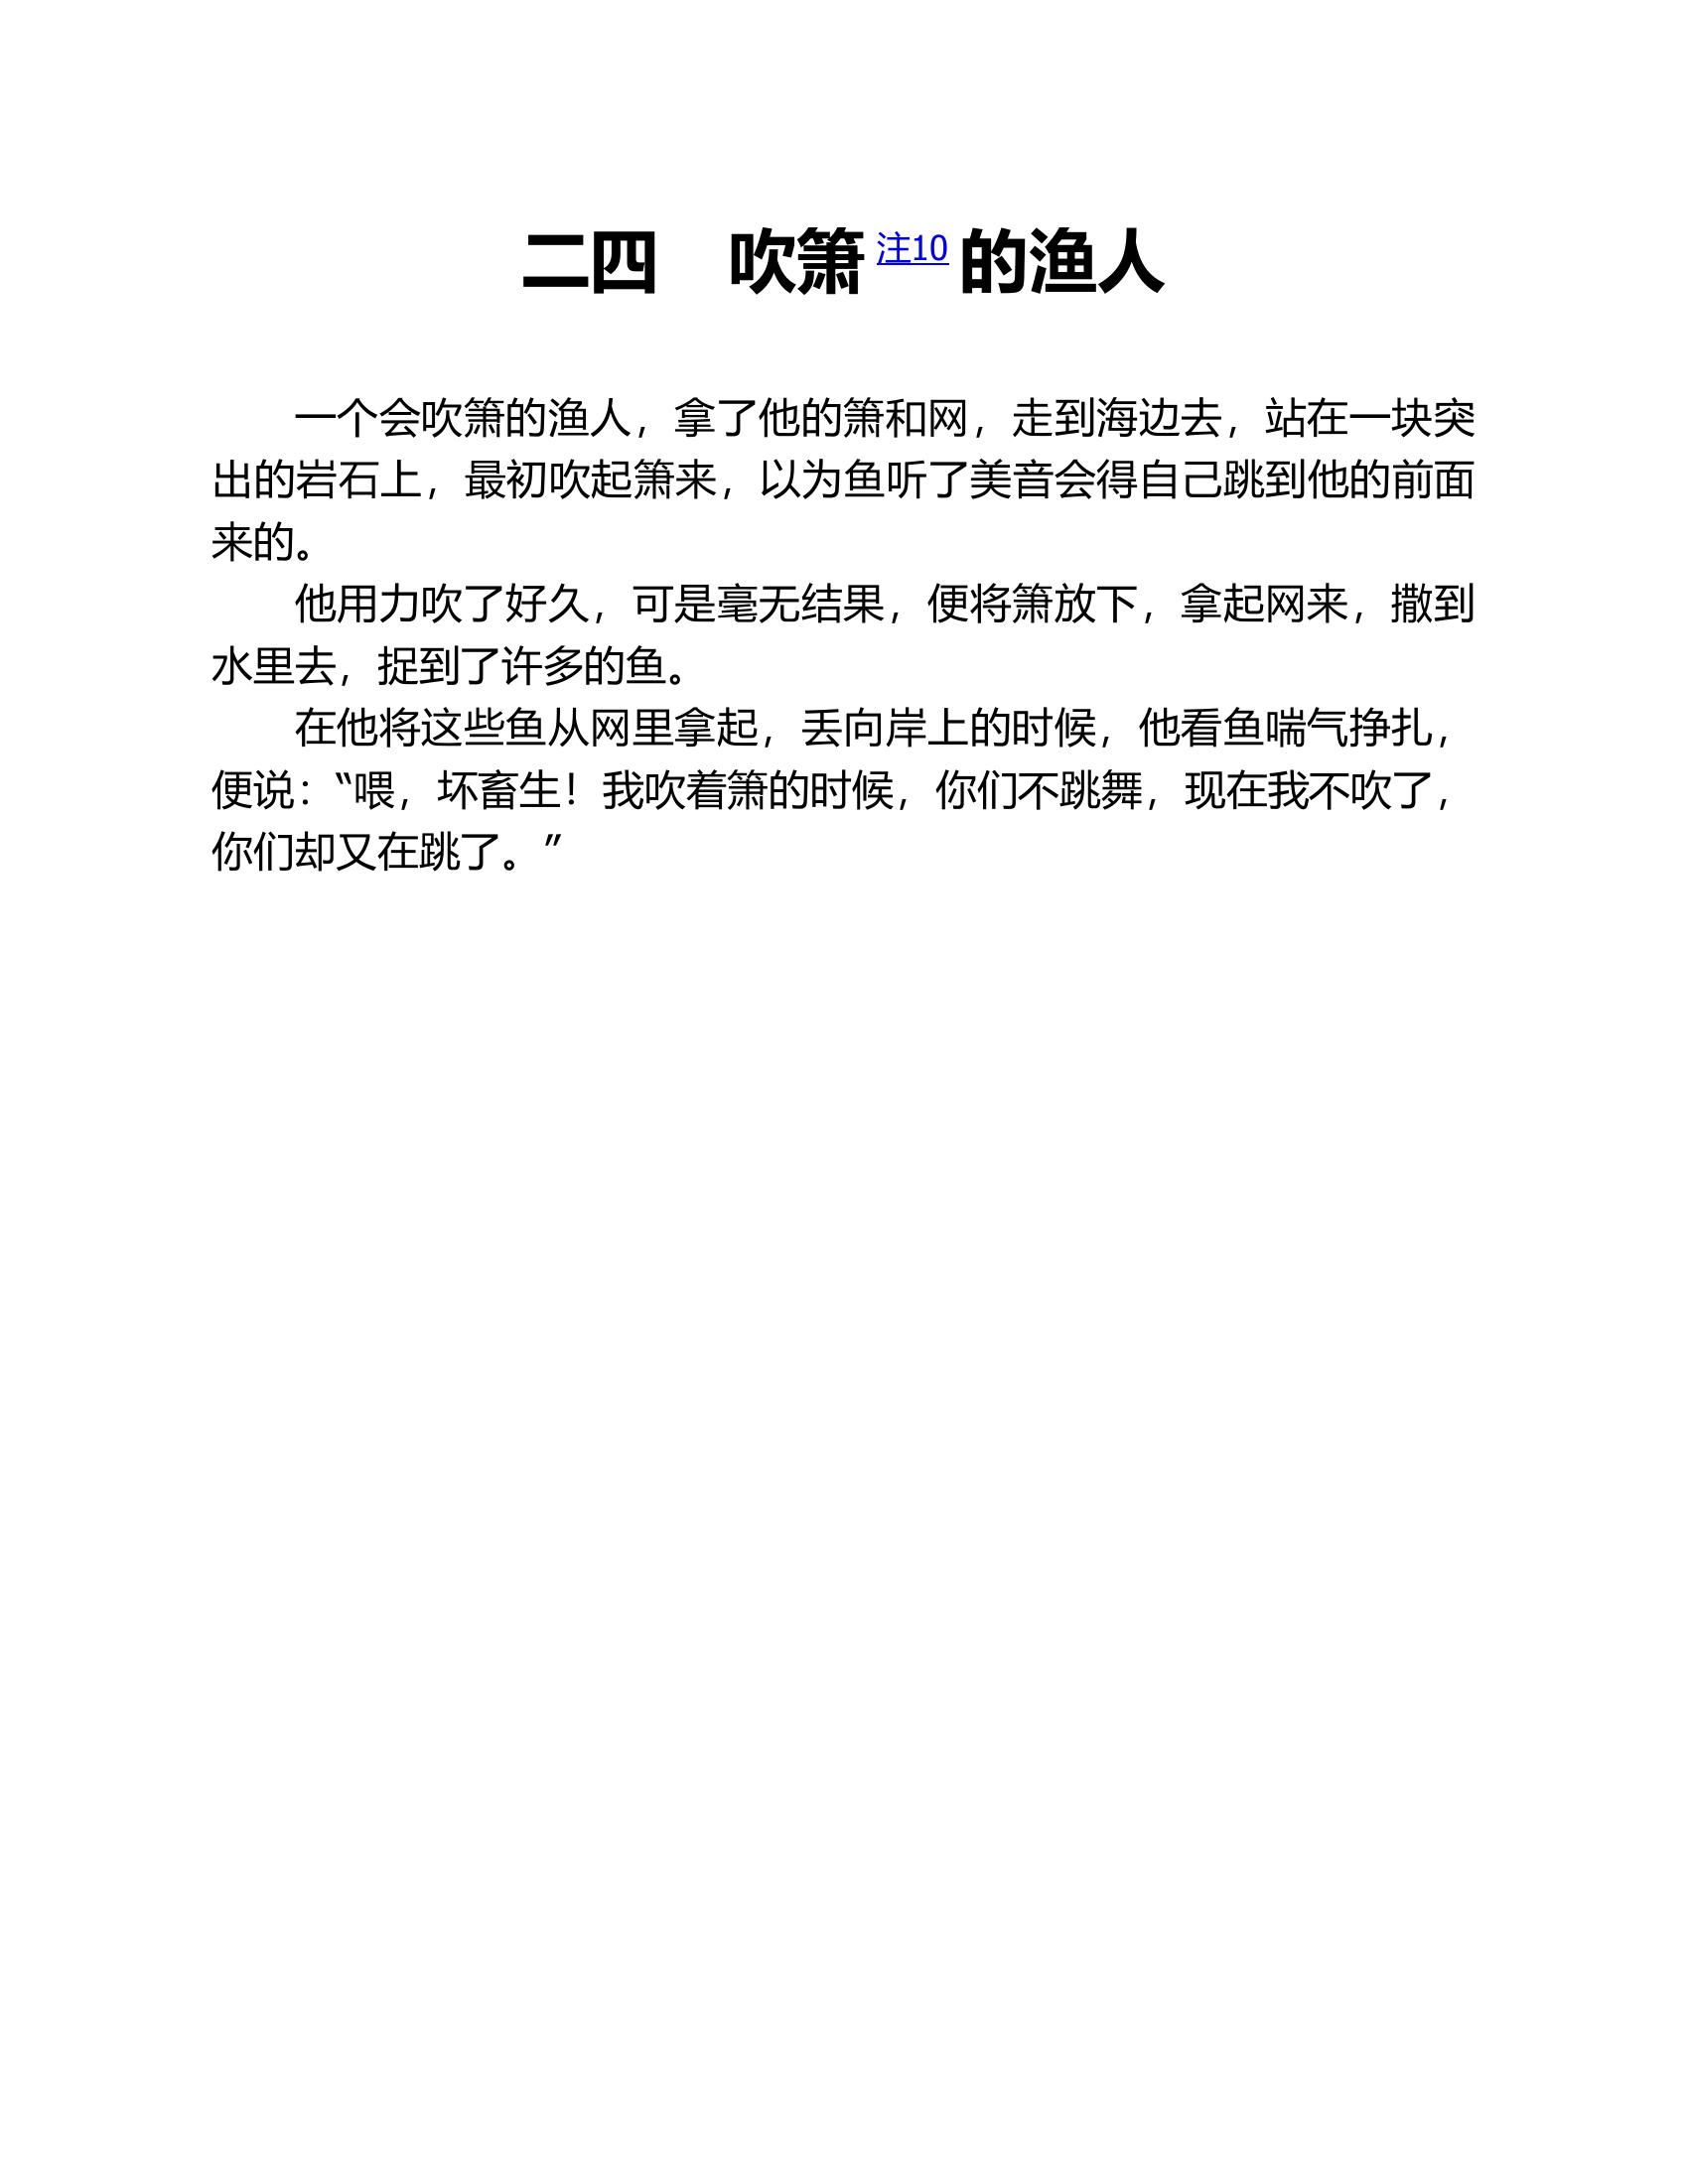 二四　吹箫注10的渔人
一个会吹箫的渔人，拿了他的箫和网，走到海边去，站在一块突
出的岩石上，最初吹起箫来，以为鱼听了美音会得自己跳到他的前面
来的。
他用力吹了好久，可是毫无结果，便将箫放下，拿起网来，撒到
水里去，捉到了许多的鱼。
在他将这些鱼从网里拿起，丢向岸上的时候，他看鱼喘气挣扎，
便说：“喂，坏畜生！我吹着箫的时候，你们不跳舞，现在我不吹了，
你们却又在跳了。”